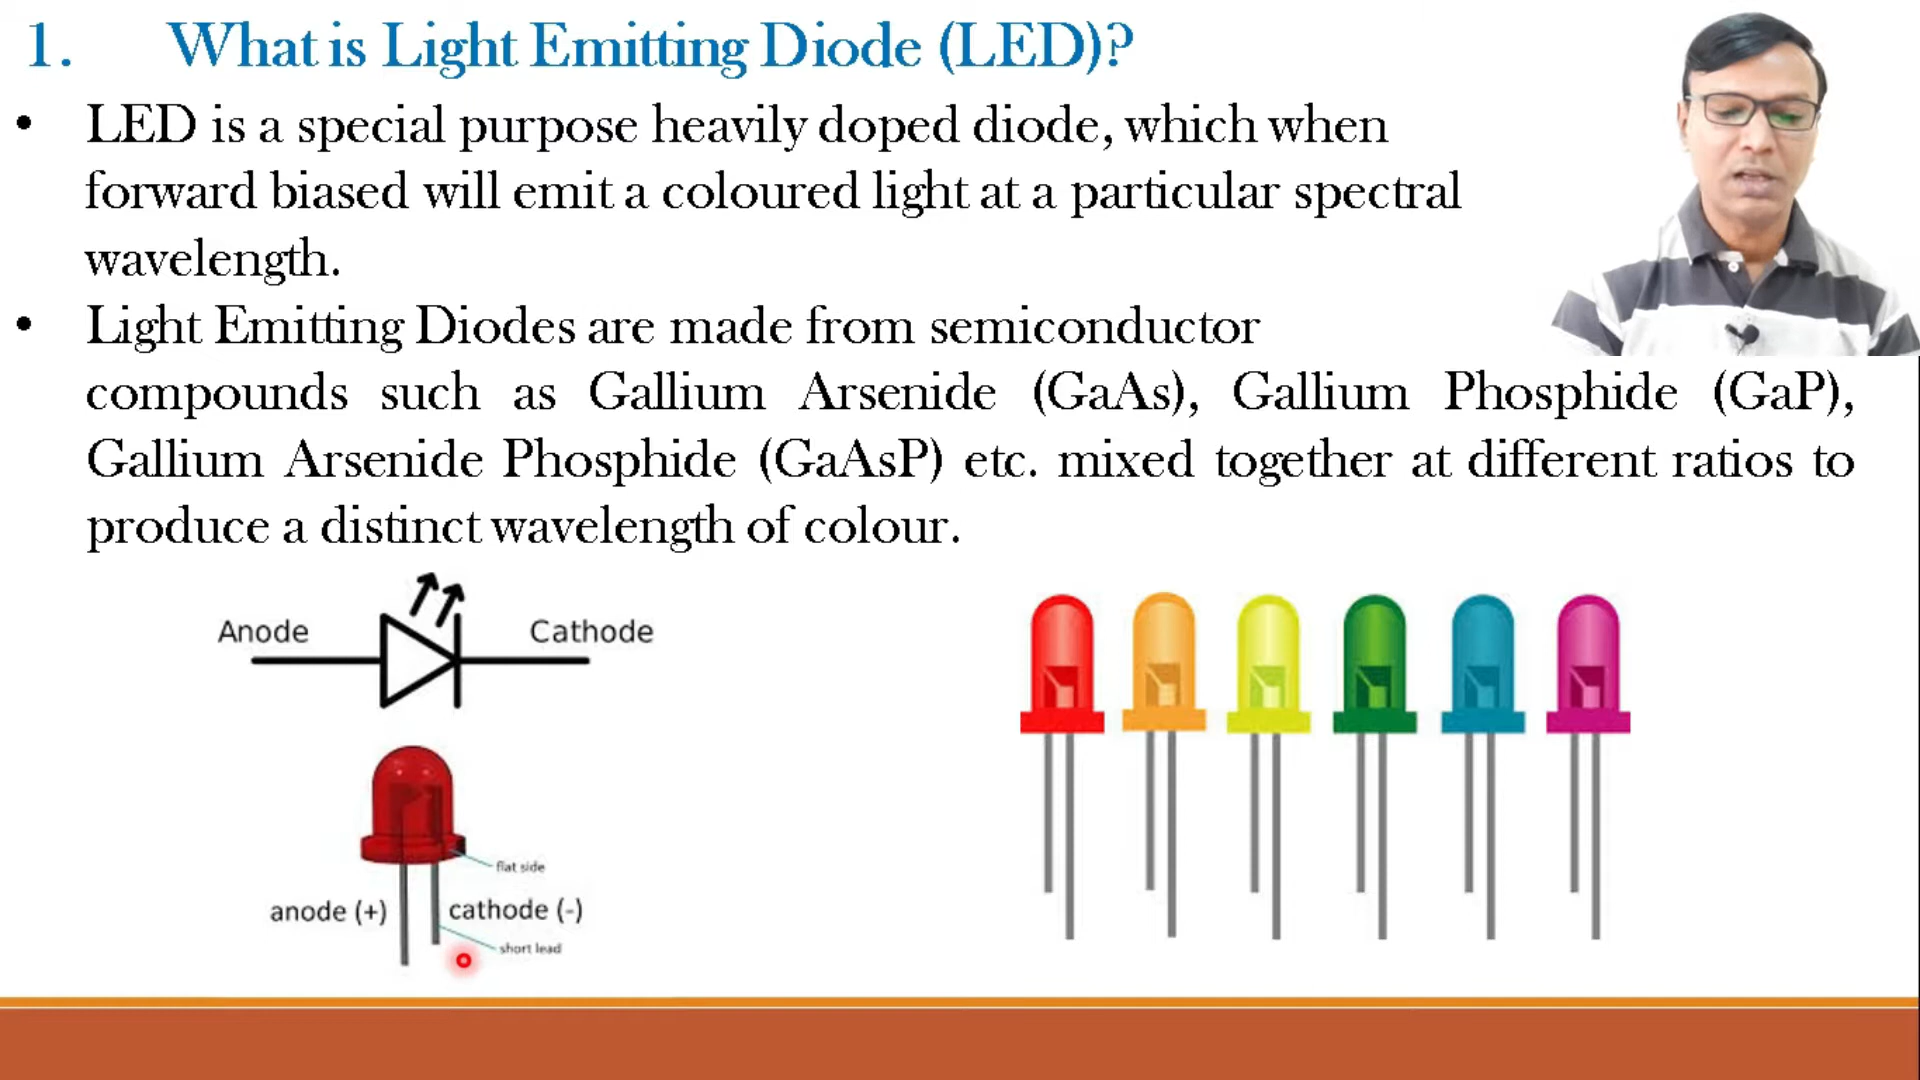 1. What is Light Emitting Diode (LED)?
• LED is a special purpose heavily doped diode, which when
forward biased will emit a coloured light at a particular spectral
wavelength.
• Light Emitting Diodes are made from semiconductor
compounds such as Gallium Arsenide (GaAs), Gallium Phosphide (GaP),
Gallium Arsenide Phosphide (GaAsP) etc. mixed together at different ratios to
produce a distinct wavelength of colour.
Anode Cathode
flat side
anode (+) cathode (-)
short lead